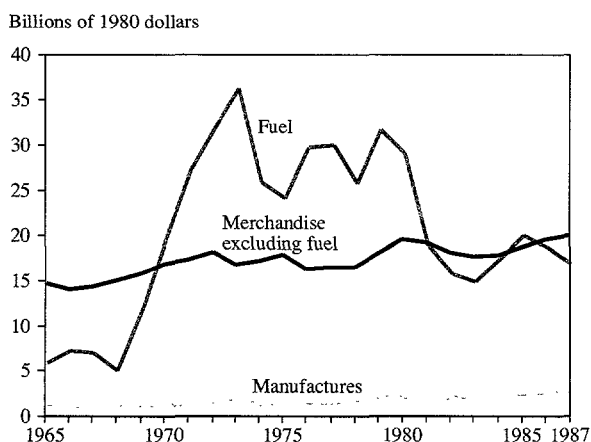 Billions of 1980 dollars
40
35
30
25
20
15
10
5
0
Fuel
Merchandise
excluding fuel
Manufactures
1965 1970 1975 1980 1985 1987